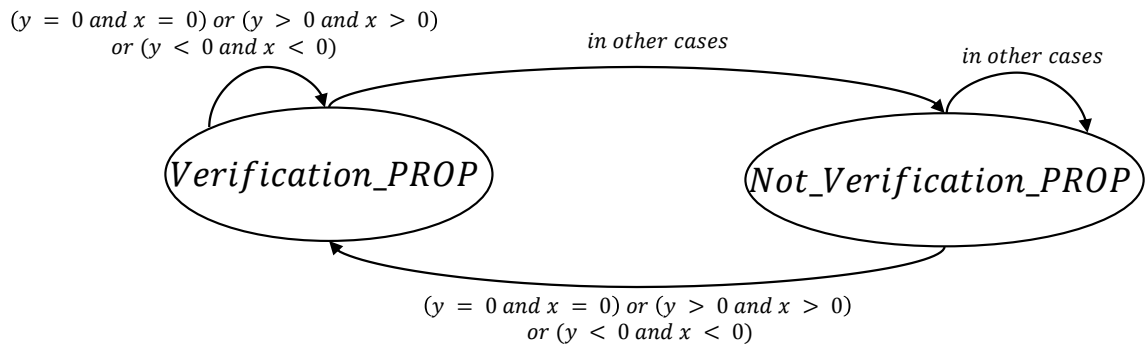 (y = 0 and x = 0) or (y > 0 and x > 0)
or (y < 0 and x < 0)
in other cases
in other cases
Verification_PROP
Not_Verification_PROP
(y = 0 and x = 0) or (y > 0 and x > 0)
or (y < 0 and x < 0)